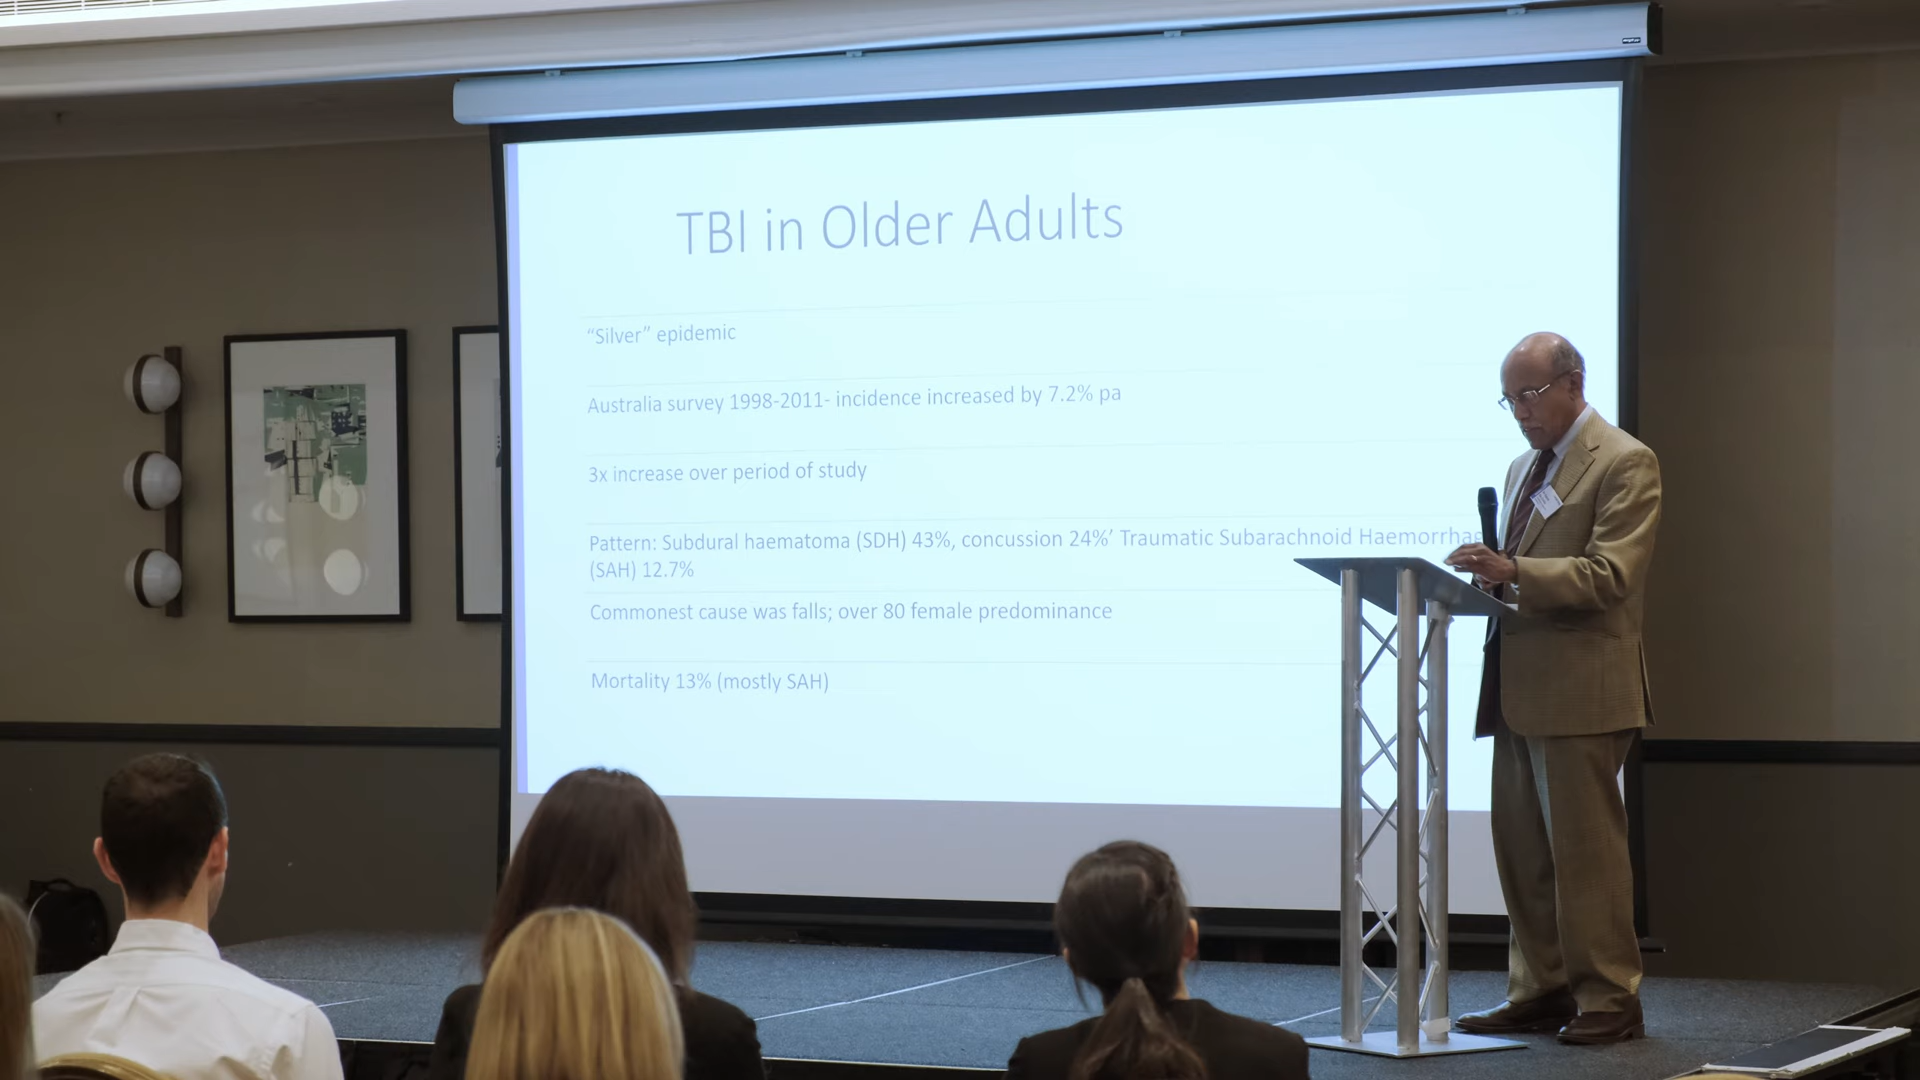 TBI in Older Adults
“Silver” epidemic
Australia survey 1998-2011- incidence increased by 7.2% pa
3x increase over period of study
Pattern: Subdural haematoma (SDH) 43%, concussion 24%’ Traumatic Subarachnoid Haemorrhag
(SAH) 12.7%
Commonest cause was falls; over 80 female predominance
Mortality 13% (mostly SAH)